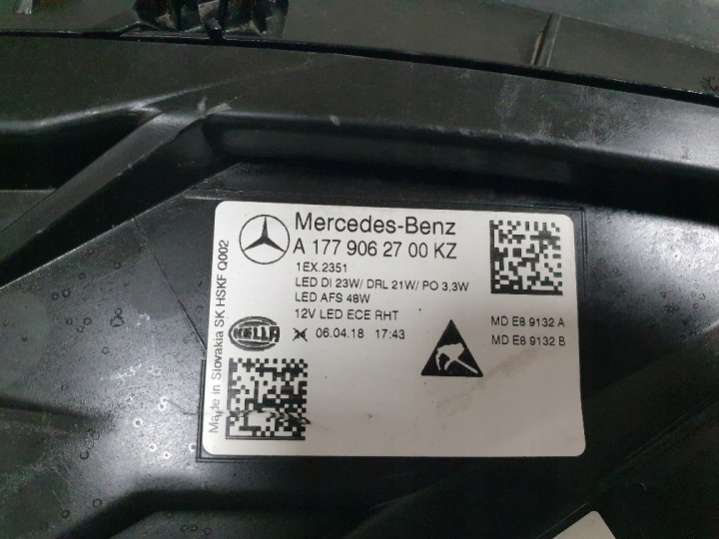 Mercedes-Benz
A 177 906 27 00 KZ
1EX.2351
LED DI 23W/ DRL 21W/ PO 3,3W
LED AFS 48W
12V LED ECE RHT
HELLA
06.04.18 17:43
MD E8 9132 A
MD E8 9132 B
Made in Slovakia SK HSKF Q002